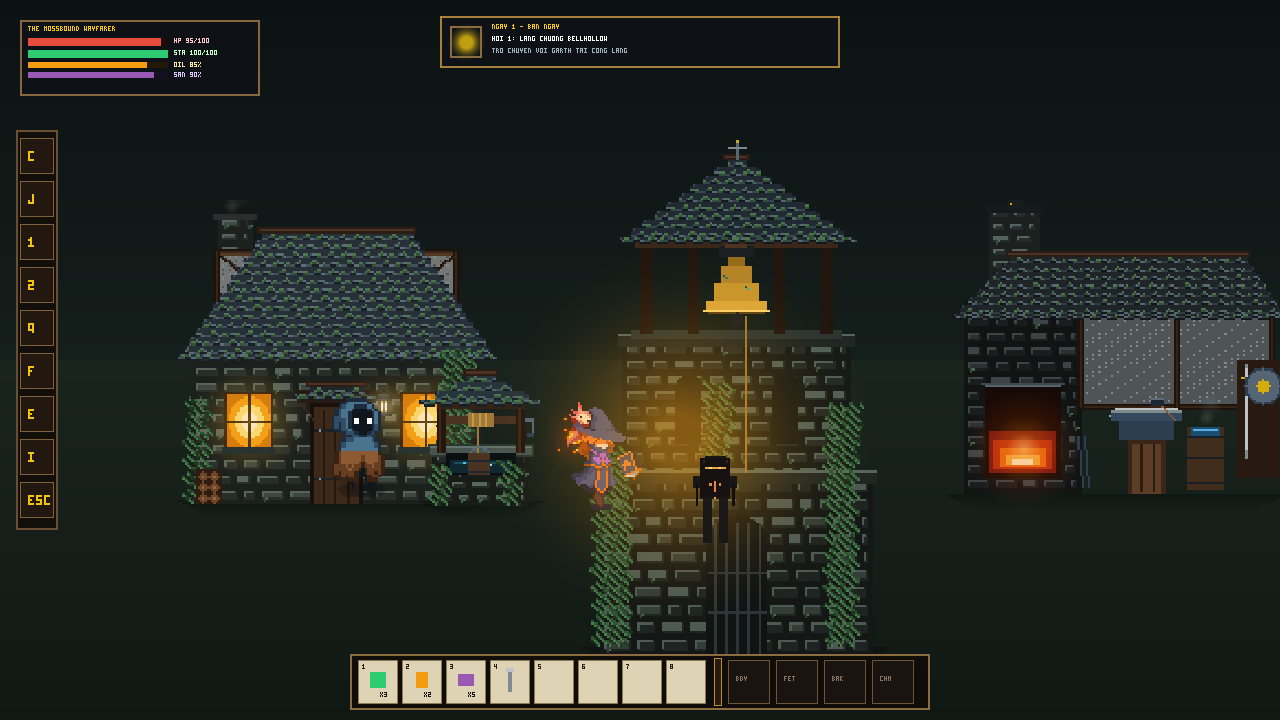 THE MOSSBOUND WAYFARER
HP 95/100
STA 100/100
OIL 85%
SAN 90%
NGAY 1 - BAN NGAY
HOI 1: LANG CHUONG BELLHOLLOW
TRO CHUYEN VOI GARTH TAI CONG LANG
C
J
1
2
Q
F
E
I
ESC
1 X3
2 X2
3 X5
4
5
6
7
8
BDY
FET
BAK
CHM